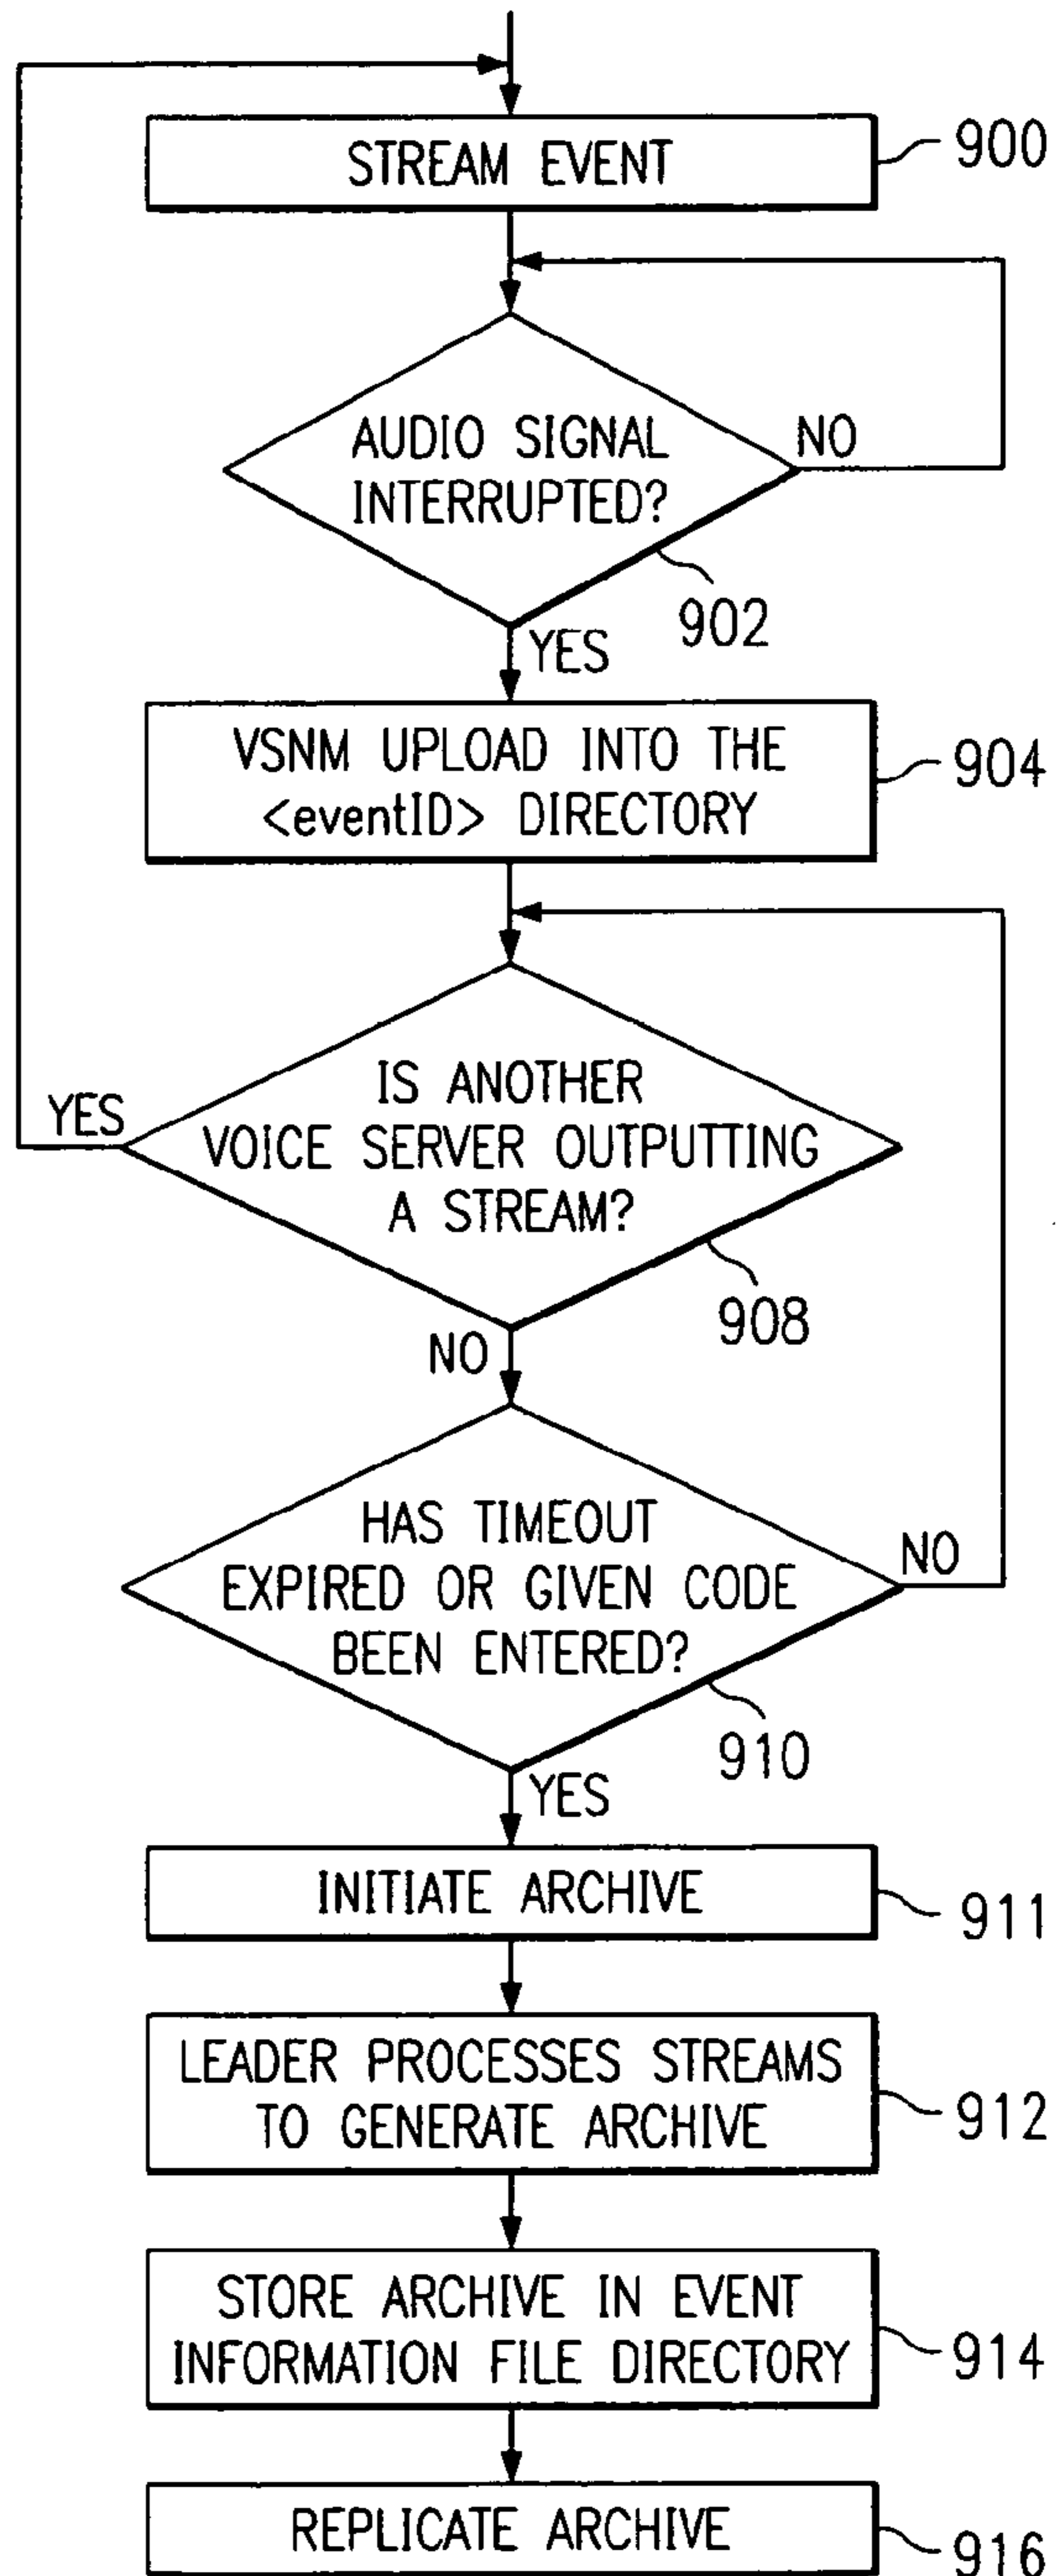 STREAM EVENT
900
AUDIO SIGNAL
INTERRUPTED?
NO
902
YES
VSNM UPLOAD INTO THE
<eventID> DIRECTORY
904
IS ANOTHER
VOICE SERVER OUTPUTTING
A STREAM?
YES
908
NO
HAS TIMEOUT
EXPIRED OR GIVEN CODE
BEEN ENTERED?
NO
910
YES
INITIATE ARCHIVE
911
LEADER PROCESSES STREAMS
TO GENERATE ARCHIVE
912
STORE ARCHIVE IN EVENT
INFORMATION FILE DIRECTORY
914
REPLICATE ARCHIVE
916